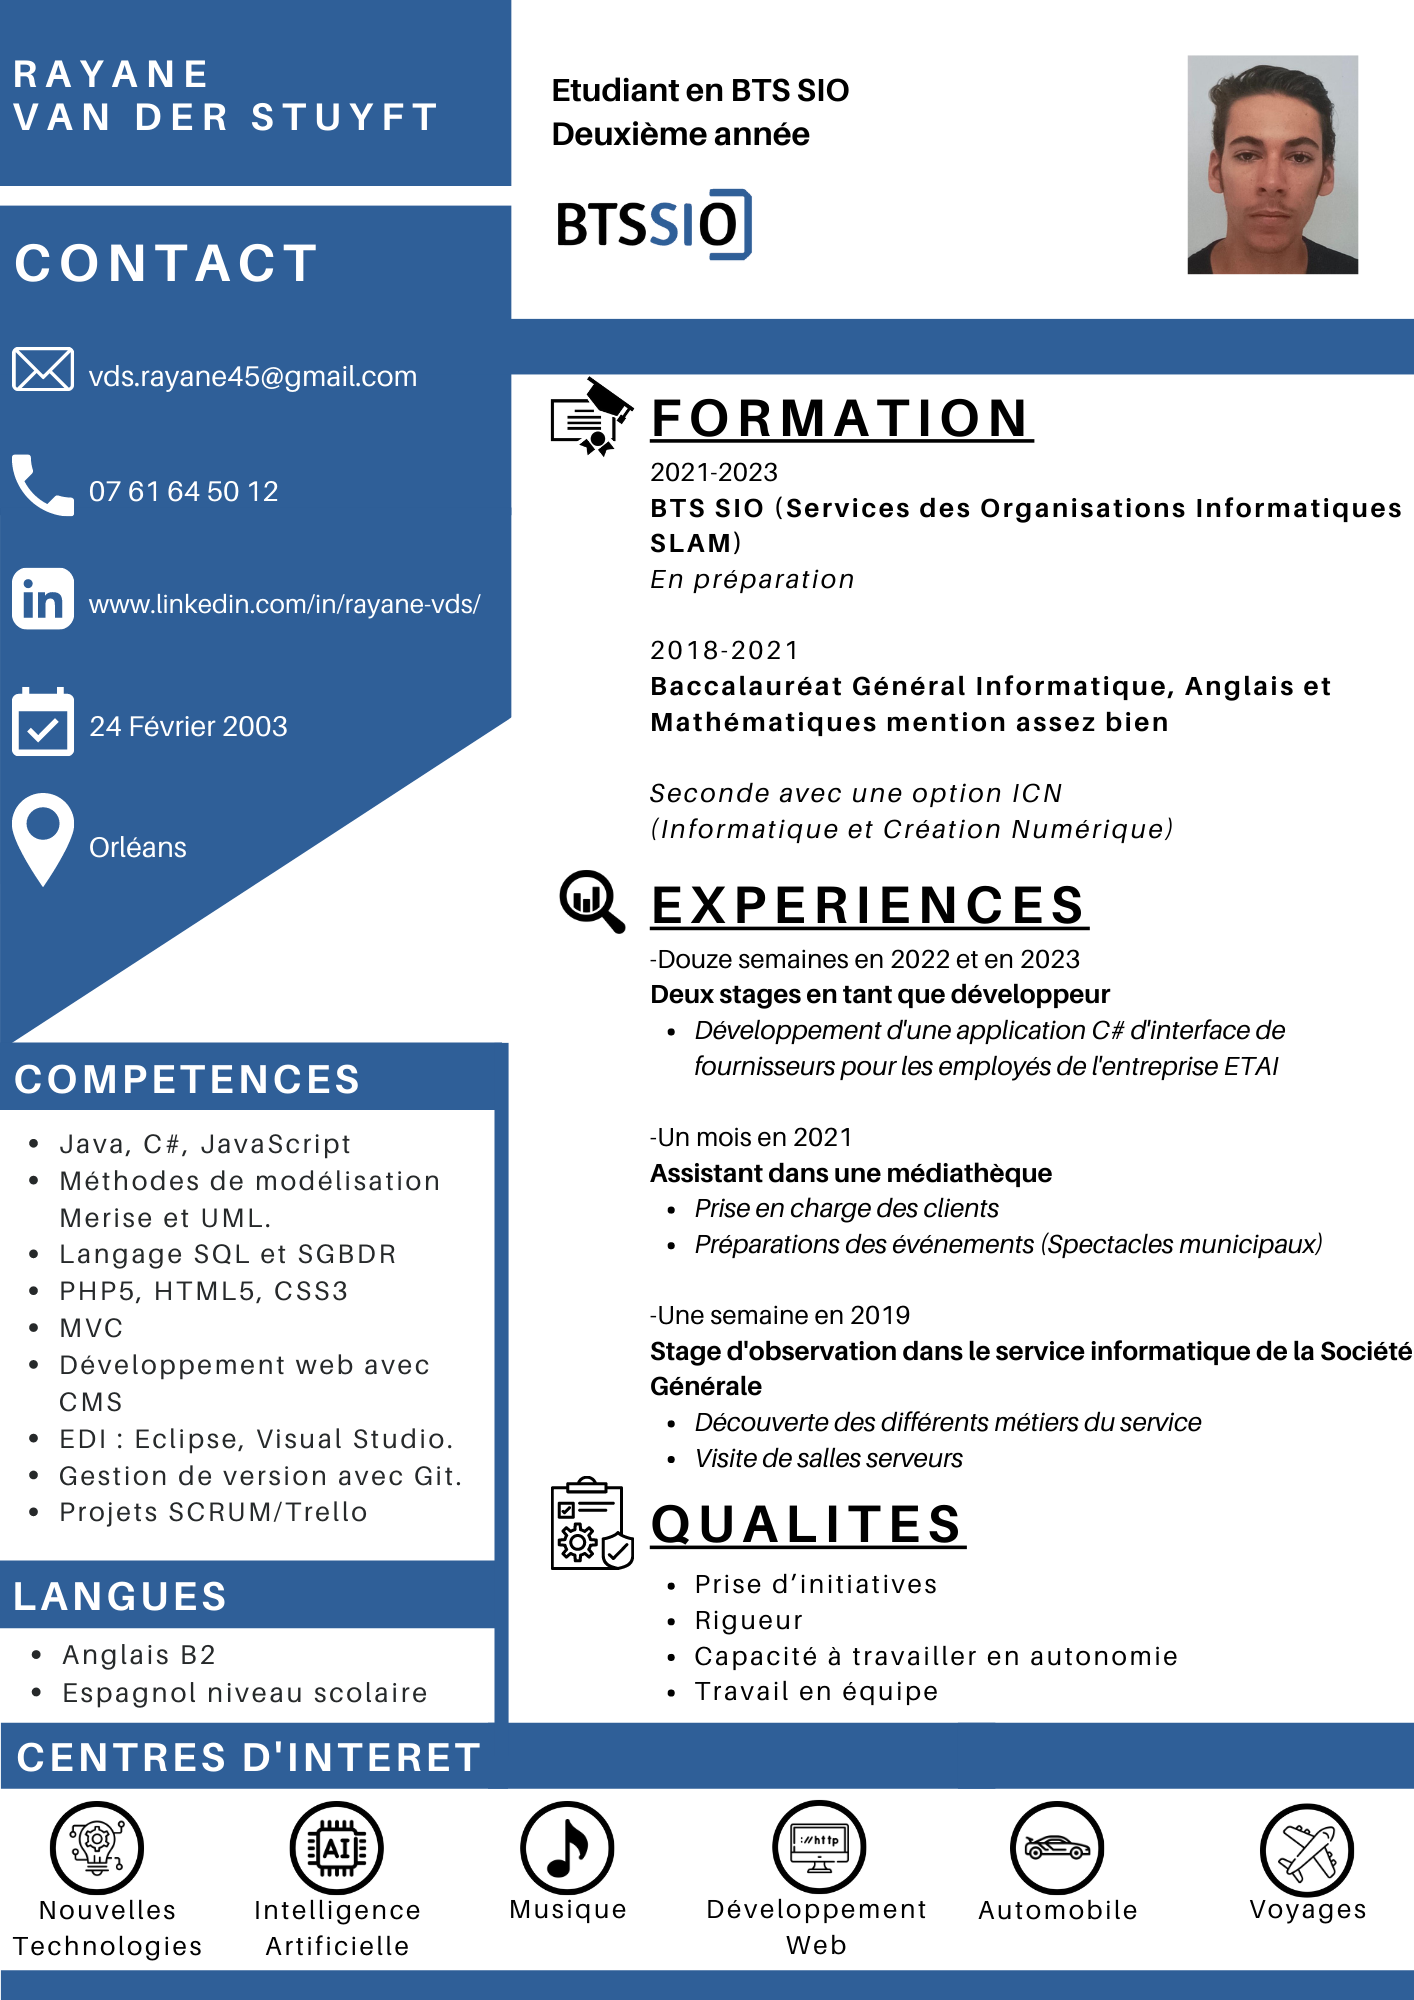 RAYANE
VAN DER STUYFT
Etudiant en BTS SIO
Deuxième année
BTSSIO
CONTACT
vds.rayane45@gmail.com
07 61 64 50 12
www.linkedin.com/in/rayane-vds/
24 Février 2003
Orléans
COMPETENCES
Java, C#, JavaScript
Méthodes de modélisation
Merise et UML.
Langage SQL et SGBDR
PHP5, HTML5, CSS3
MVC
Développement web avec
CMS
EDI : Eclipse, Visual Studio.
Gestion de version avec Git.
Projets SCRUM/Trello
LANGUES
Anglais B2
Espagnol niveau scolaire
FORMATION
2021-2023
BTS SIO (Services des Organisations Informatiques
SLAM)
En préparation
2018-2021
Baccalauréat Général Informatique, Anglais et
Mathématiques mention assez bien
Seconde avec une option ICN
(Informatique et Création Numérique)
EXPERIENCES
-Douze semaines en 2022 et en 2023
Deux stages en tant que développeur
Développement d'une application C# d'interface de
fournisseurs pour les employés de l'entreprise ETAI
-Un mois en 2021
Assistant dans une médiathèque
Prise en charge des clients
Préparations des événements (Spectacles municipaux)
-Une semaine en 2019
Stage d'observation dans le service informatique de la Société
Générale
Découverte des différents métiers du service
Visite de salles serveurs
QUALITES
Prise d’initiatives
Rigueur
Capacité à travailler en autonomie
Travail en équipe
CENTRES D'INTERET
AI
://http
Nouvelles
Technologies
Intelligence
Artificielle
Musique
Développement
Web
Automobile
Voyages